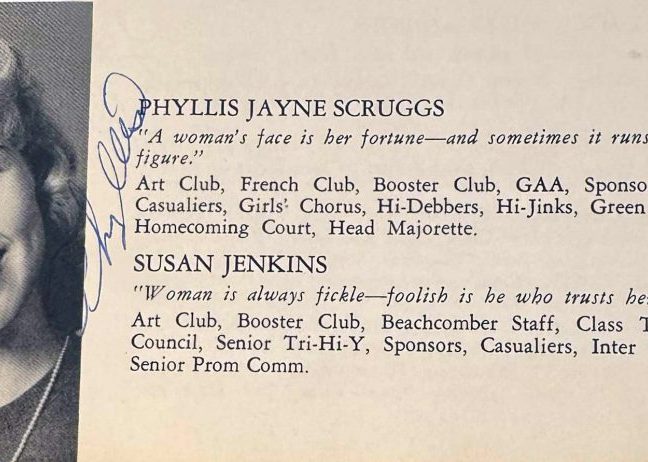 PHYLLIS JAYNE SCRUGGS
"A woman's face is her fortune—and sometimes it runs
figure."
Art Club, French Club, Booster Club, GAA, Sponso
Casualiers, Girls' Chorus, Hi-Debbers, Hi-Jinks, Green
Homecoming Court, Head Majorette.
Phyllis
SUSAN JENKINS
"Woman is always fickle—foolish is he who trusts he
Art Club, Booster Club, Beachcomber Staff, Class T
Council, Senior Tri-Hi-Y, Sponsors, Casualiers, Inter
Senior Prom Comm.